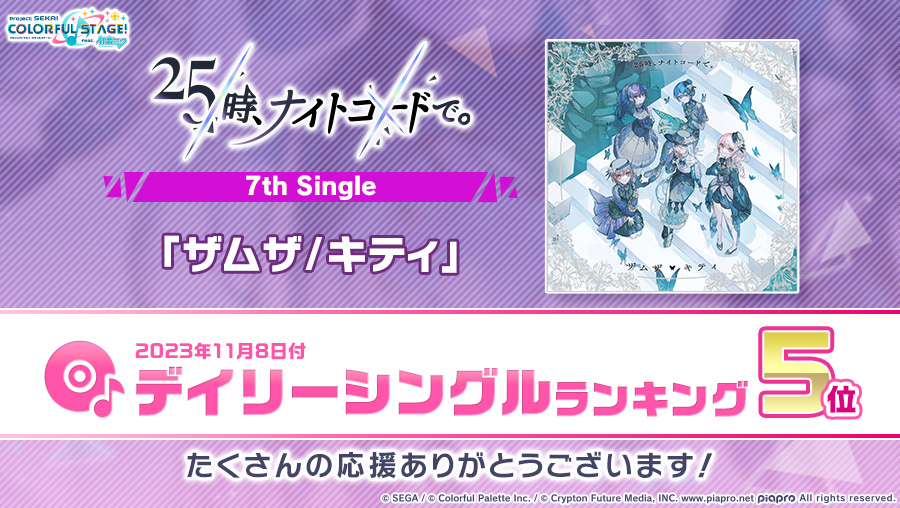 Project SEKAI
COLORFUL STAGE!
feat. 初音ミク
25時、ナイトコードで。
7th Single
「ザムザ/キティ」
25時、ナイトコードで。
ザムザ キティ
2023年11月8日付
デイリーシングルランキング5位
たくさんの応援ありがとうございます!
© SEGA / © Colorful Palette Inc. / © Crypton Future Media, INC. www.piapro.net piapro All rights reserved.